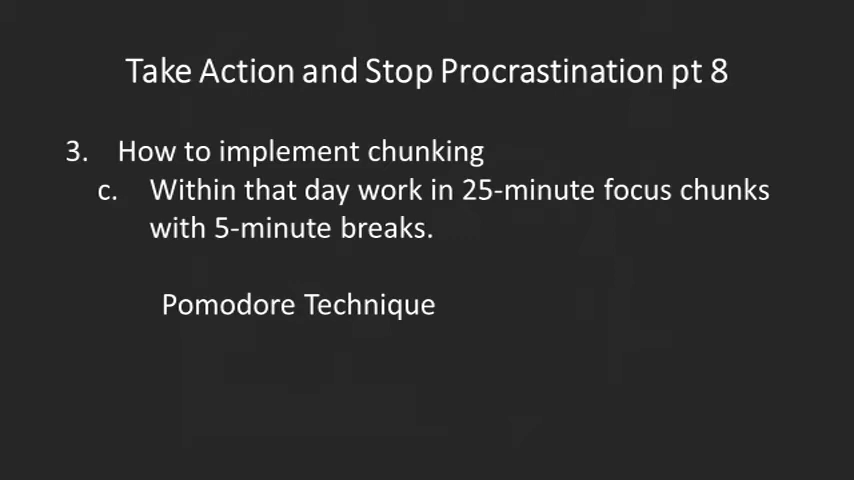 Take Action and Stop Procrastination pt 8
3. How to implement chunking
c. Within that day work in 25-minute focus chunks
with 5-minute breaks.
Pomodore Technique